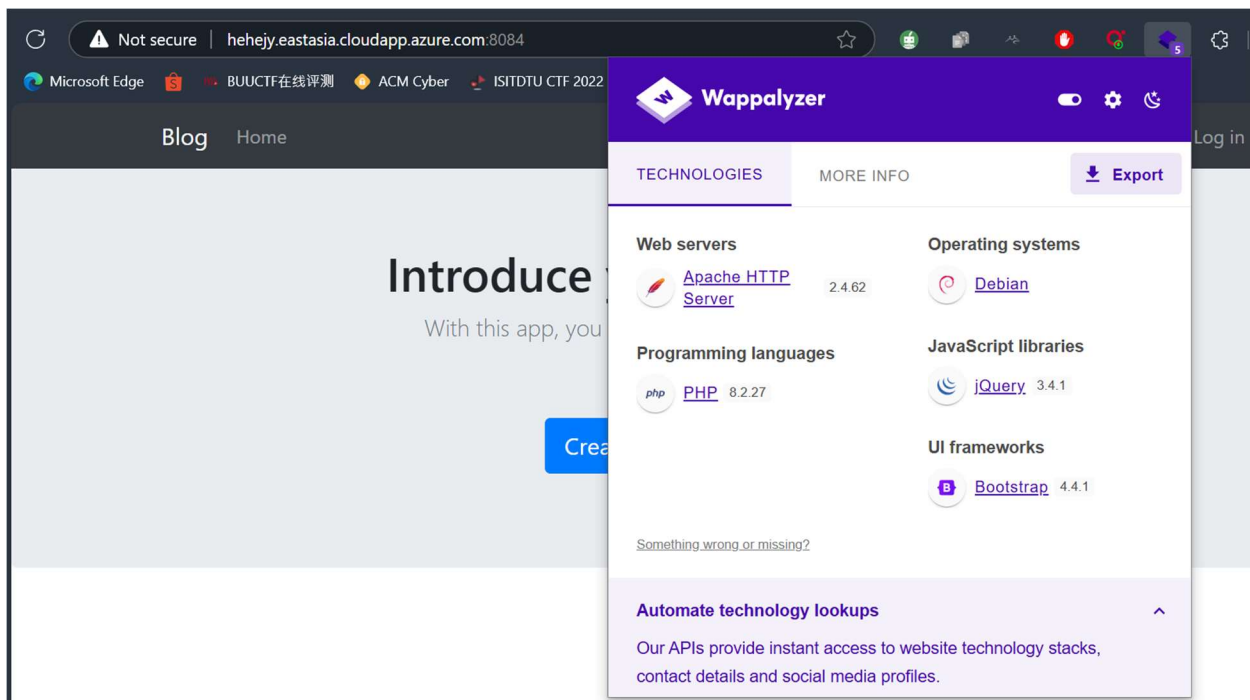 Not secure hehejy.eastasia.cloudapp.azure.com:8084
5
Microsoft Edge BUUCTF在线评测 ACM Cyber ISITDTU CTF 2022
Blog Home Log in
Introduce
With this app, you
Crea
Wappalyzer
TECHNOLOGIES MORE INFO Export
Web servers
Apache HTTP
Server 2.4.62
Programming languages
php PHP 8.2.27
Operating systems
Debian
JavaScript libraries
jQuery 3.4.1
UI frameworks
B Bootstrap 4.4.1
Something wrong or missing?
Automate technology lookups
Our APIs provide instant access to website technology stacks,
contact details and social media profiles.